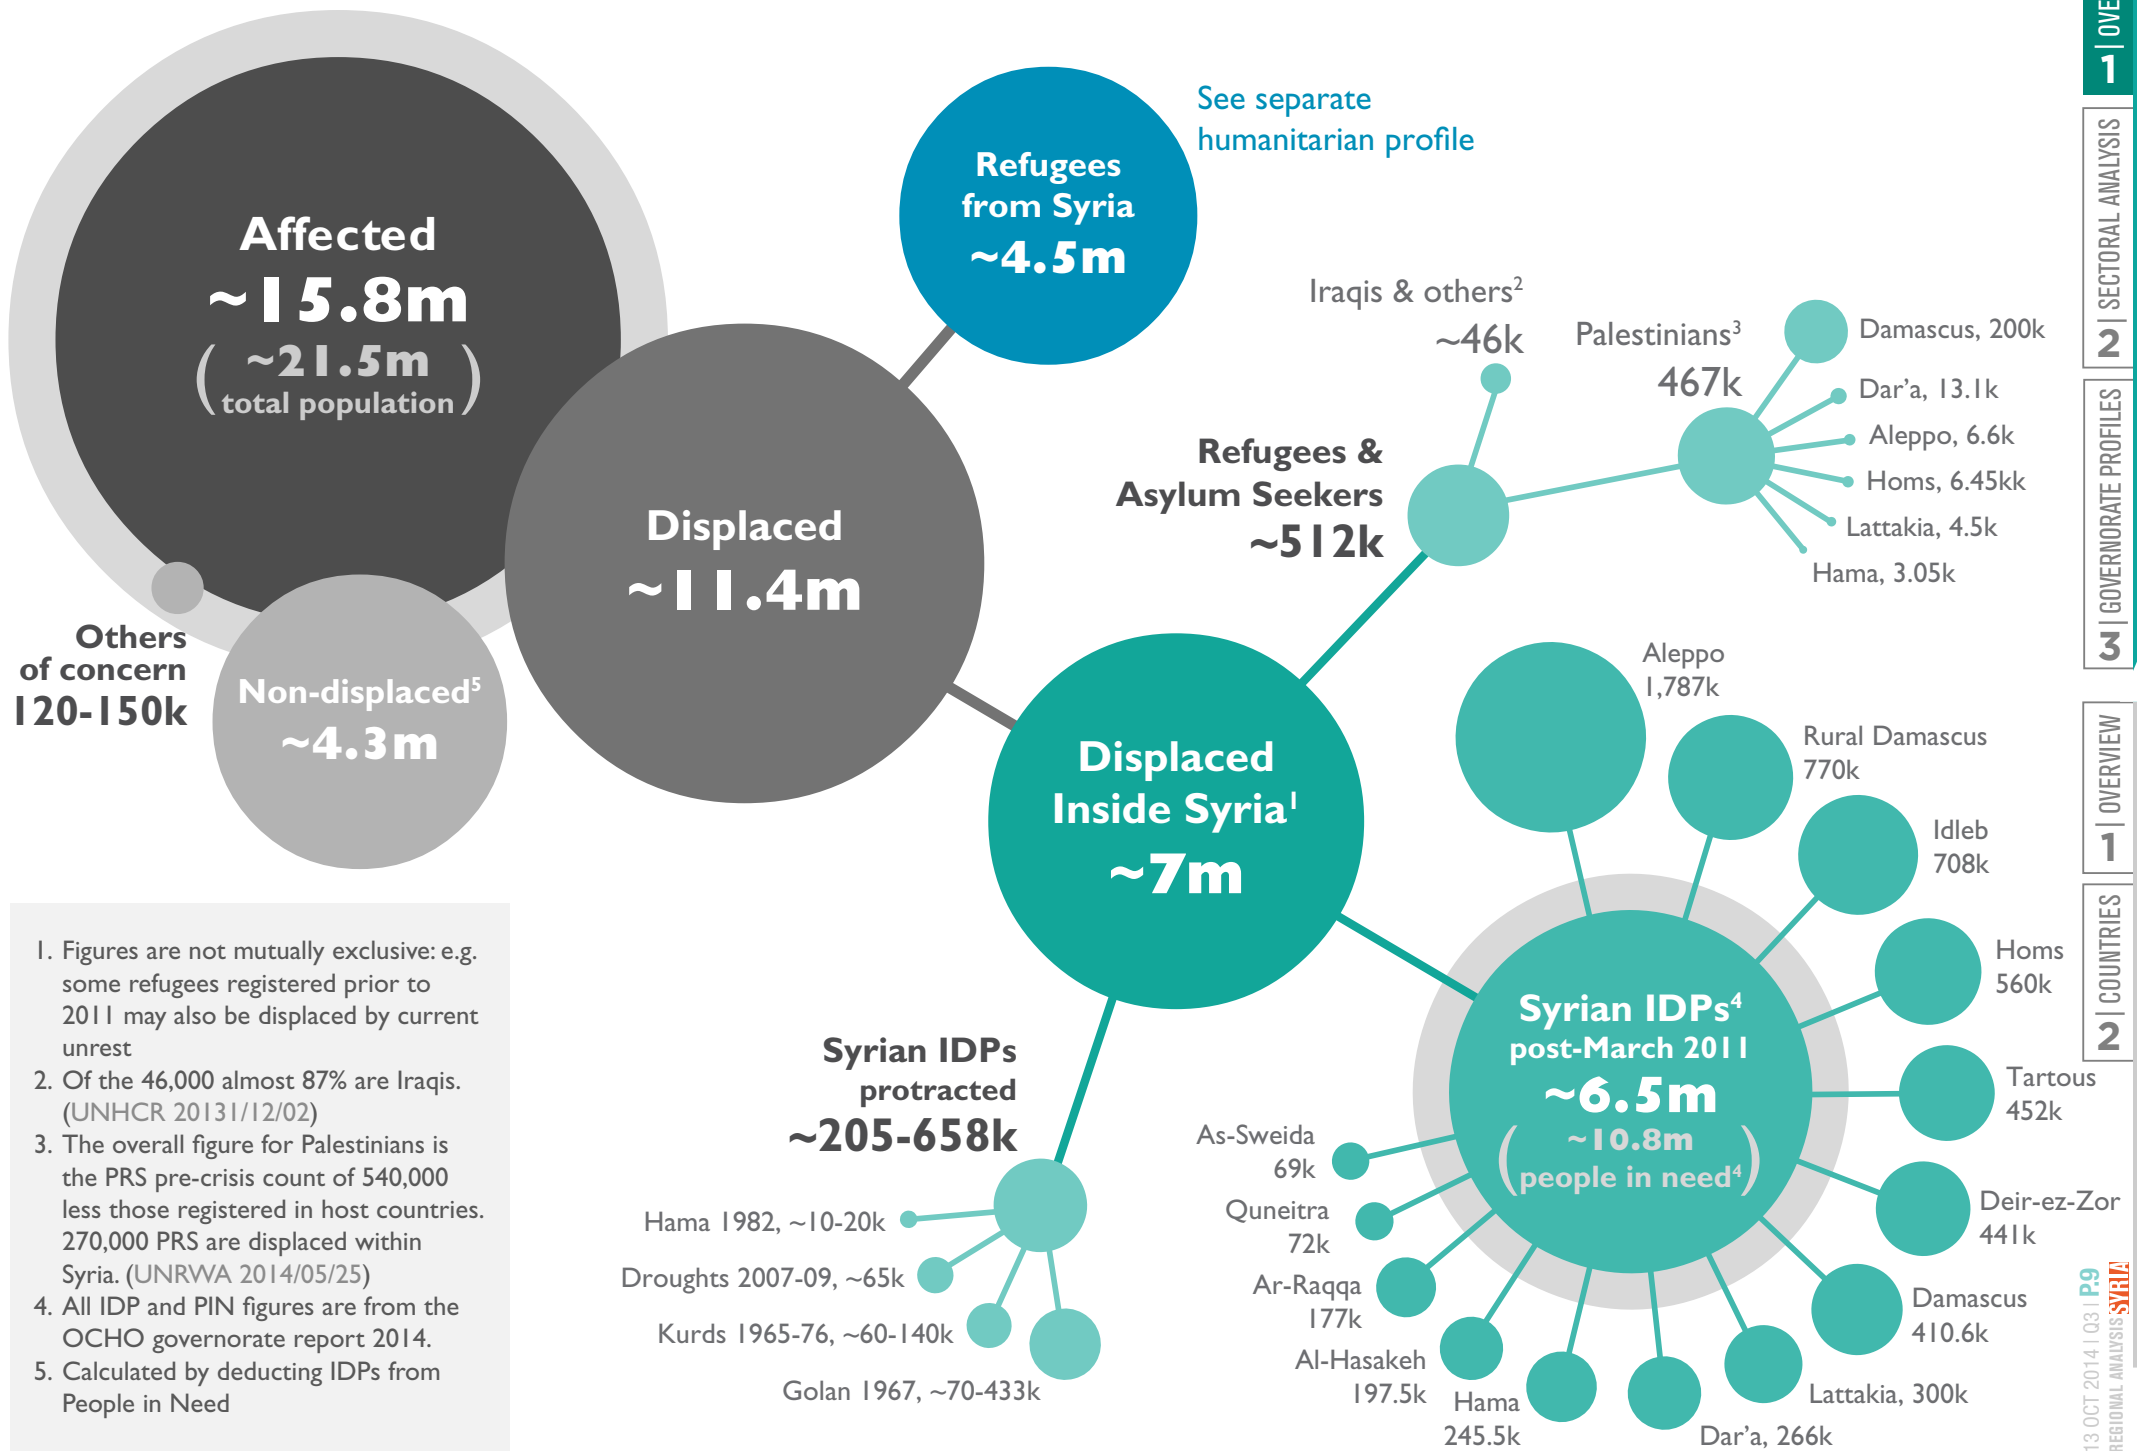 Affected
~15.8m
( ~21.5m )
total population
Others
of concern
120-150k
Non-displaced5
~4.3m
Displaced
~11.4m
Refugees
from Syria
~4.5m
See separate
humanitarian profile
Displaced
Inside Syria1
~7m
Refugees &
Asylum Seekers
~512k
Iraqis & others2
~46k
Palestinians3
467k
Damascus, 200k
Dar'a, 13.1k
Aleppo, 6.6k
Homs, 6.45kk
Lattakia, 4.5k
Hama, 3.05k
Syrian IDPs
protracted
~205-658k
Hama 1982, ~10-20k
Droughts 2007-09, ~65k
Kurds 1965-76, ~60-140k
Golan 1967, ~70-433k
Syrian IDPs4
post-March 2011
~6.5m
( ~10.8m )
people in need4
Aleppo
1,787k
Rural Damascus
770k
Idleb
708k
Homs
560k
Tartous
452k
Deir-ez-Zor
441k
Damascus
410.6k
Lattakia, 300k
Dar'a, 266k
Hama
245.5k
Al-Hasakeh
197.5k
Ar-Raqqa
177k
Quneitra
72k
As-Sweida
69k
1. Figures are not mutually exclusive: e.g.
some refugees registered prior to
2011 may also be displaced by current
unrest
2. Of the 46,000 almost 87% are Iraqis.
(UNHCR 20131/12/02)
3. The overall figure for Palestinians is
the PRS pre-crisis count of 540,000
less those registered in host countries.
270,000 PRS are displaced within
Syria. (UNRWA 2014/05/25)
4. All IDP and PIN figures are from the
OCHO governorate report 2014.
5. Calculated by deducting IDPs from
People in Need
1 | OVE
2 | SECTORAL ANALYSIS
3 | GOVERNORATE PROFILES
1 | OVERVIEW
2 | COUNTRIES
13 OCT 2014 | Q3 | P.9
REGIONAL ANALYSIS SYRIA